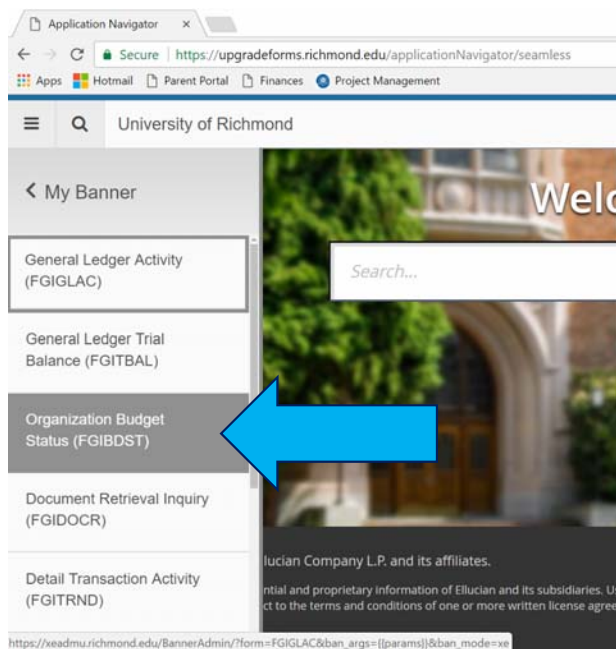 Application Navigator ×
Secure | https://upgradeforms.richmond.edu/applicationNavigator/seamless
Apps Hotmail Parent Portal Finances Project Management
University of Richmond
My Banner
Welc
Search...
General Ledger Activity
(FGIGLAC)
General Ledger Trial
Balance (FGITBAL)
Organization Budget
Status (FGIBDST)
Document Retrieval Inquiry
(FGIDOCR)
Detail Transaction Activity
(FGITRND)
lucian Company L.P. and its affiliates.
ntial and proprietary information of Ellucian and its subsidiaries. U
ct to the terms and conditions of one or more written license agree
https://xeadmu.richmond.edu/BannerAdmin/?form=FGIGLAC&ban_args={{params}}&ban_mode=xe